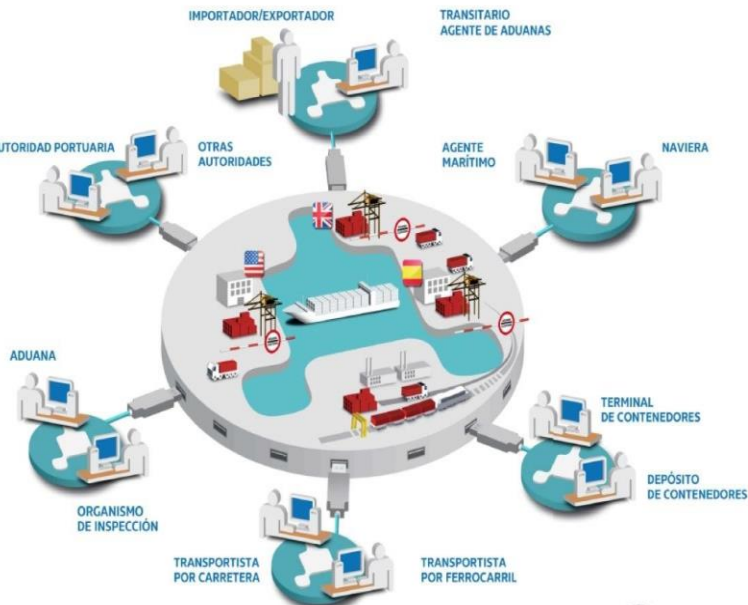 IMPORTADOR/EXPORTADOR
TRANSITARIO
AGENTE DE ADUANAS
UTORIDAD PORTUARIA
OTRAS
AUTORIDADES
AGENTE
MARÍTIMO
NAVIERA
ADUANA
ORGANISMO
DE INSPECCIÓN
TERMINAL
DE CONTENEDORES
DEPÓSITO
DE CONTENEDORES
TRANSPORTISTA
POR CARRETERA
TRANSPORTISTA
POR FERROCARRIL